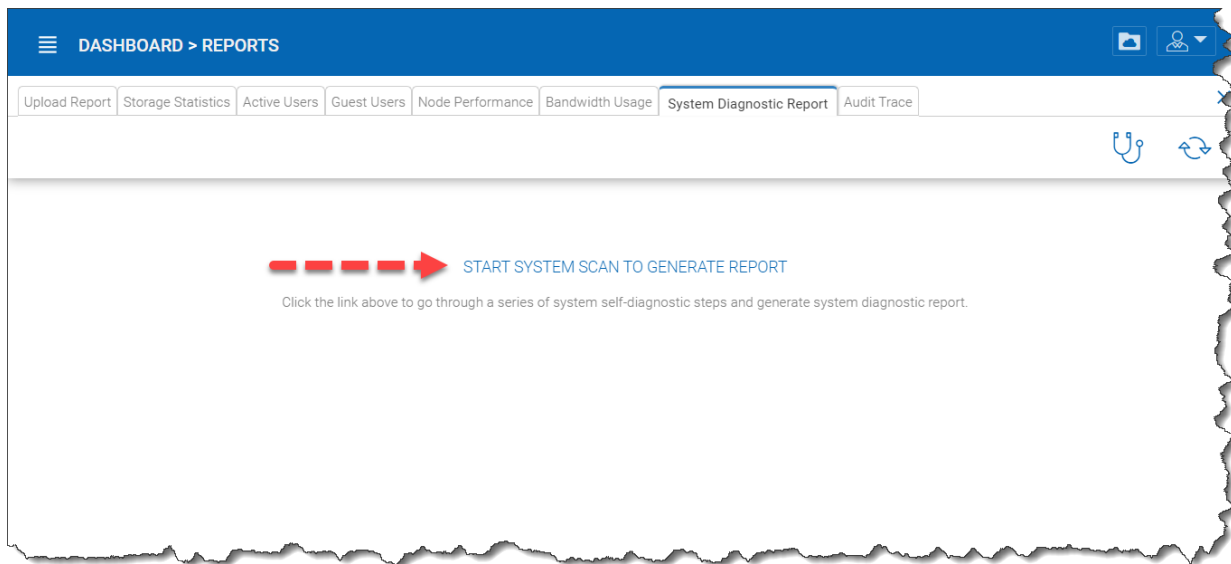 DASHBOARD > REPORTS
Upload Report Storage Statistics Active Users Guest Users Node Performance Bandwidth Usage System Diagnostic Report Audit Trace
START SYSTEM SCAN TO GENERATE REPORT
Click the link above to go through a series of system self-diagnostic steps and generate system diagnostic report.